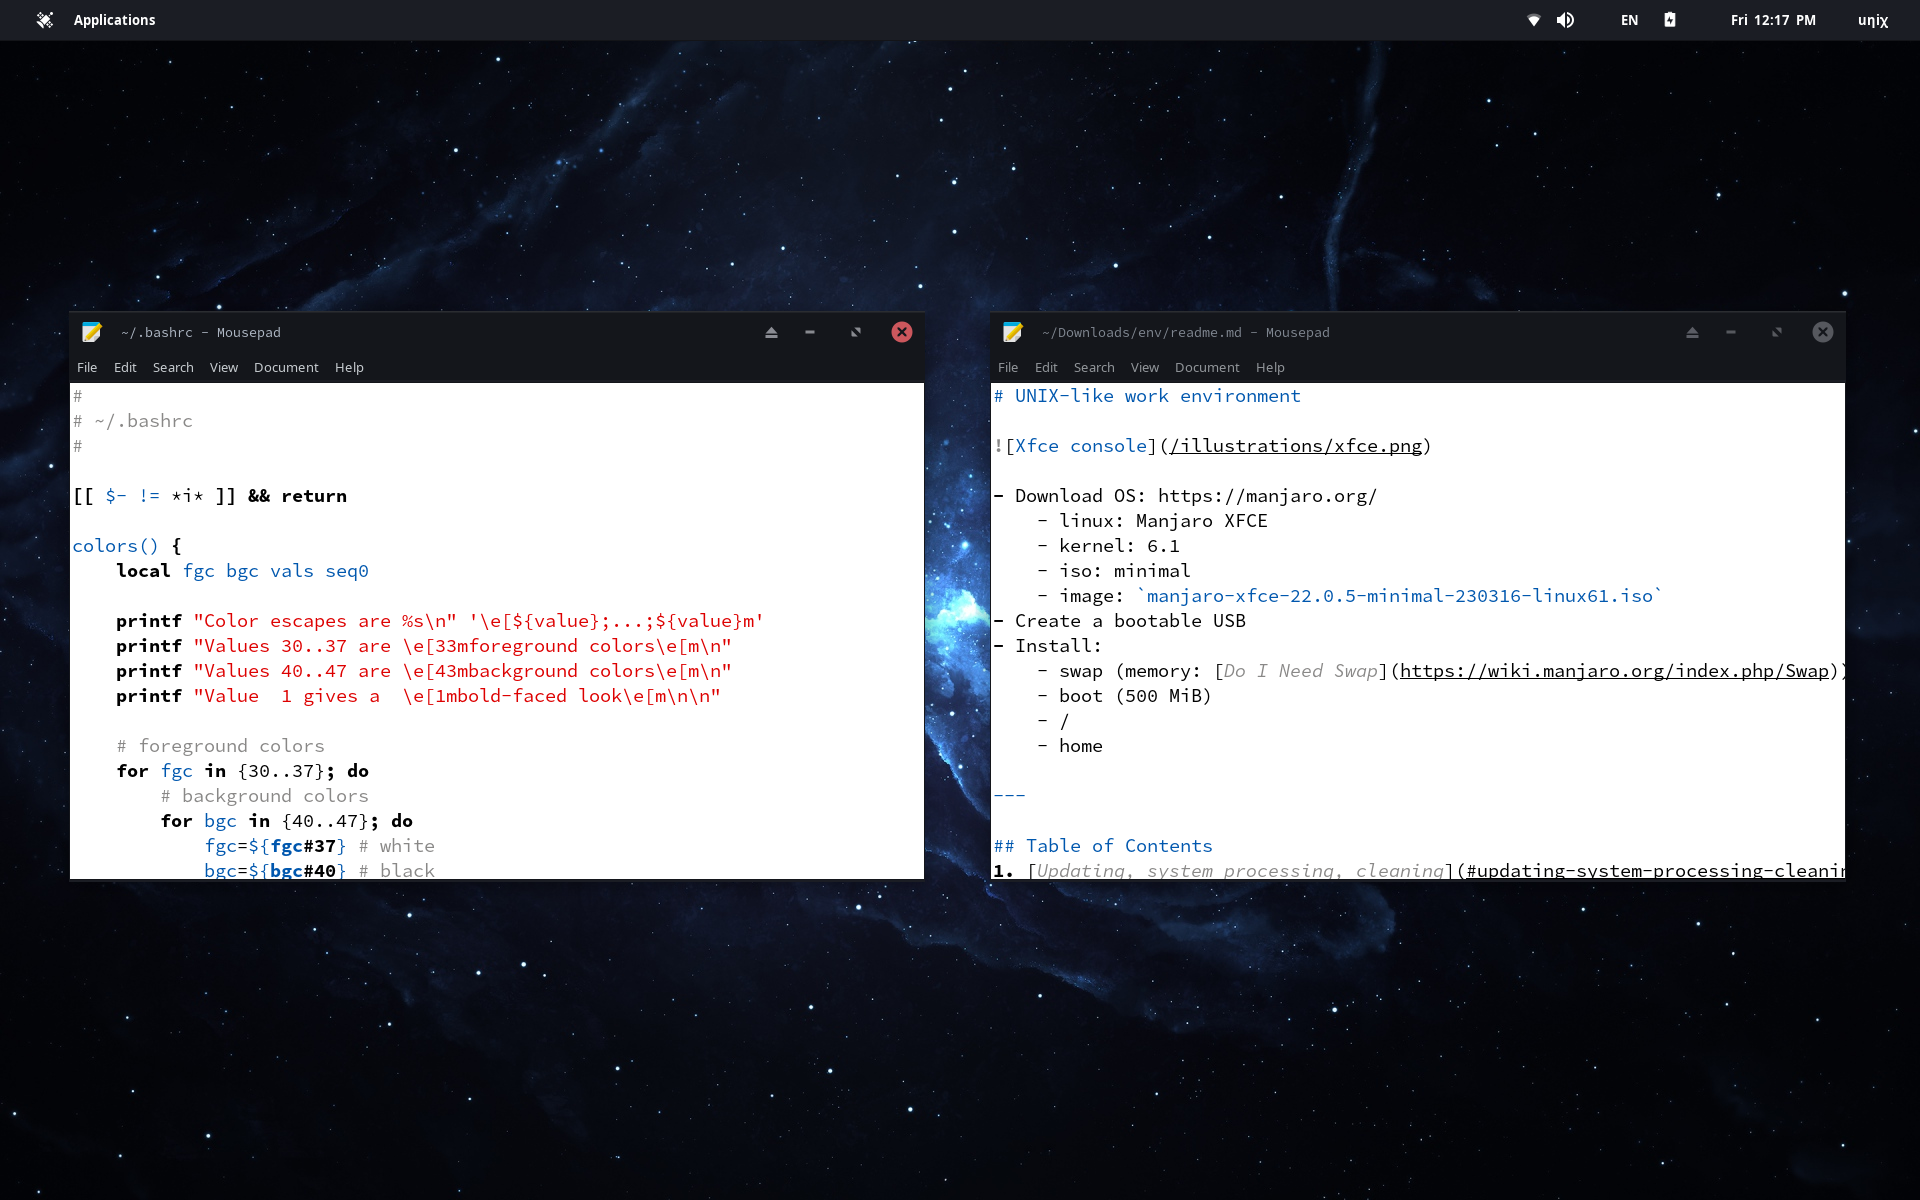 Applications
EN
Fri 12:17 PM
uηiχ
~/.bashrc - Mousepad
File Edit Search View Document Help
#
# ~/.bashrc
#
[[ $- != *i* ]] && return
colors() {
    local fgc bgc vals seq0
    printf "Color escapes are %s\n" '\e[${value};...;${value}m'
    printf "Values 30..37 are \e[33mforeground colors\e[m\n"
    printf "Values 40..47 are \e[43mbackground colors\e[m\n"
    printf "Value  1 gives a  \e[1mbold-faced look\e[m\n\n"
    # foreground colors
    for fgc in {30..37}; do
        # background colors
        for bgc in {40..47}; do
            fgc=${fgc#37} # white
            bgc=${bgc#40} # black
~/Downloads/env/readme.md - Mousepad
File Edit Search View Document Help
# UNIX-like work environment
![Xfce console](/illustrations/xfce.png)
- Download OS: https://manjaro.org/
    - linux: Manjaro XFCE
    - kernel: 6.1
    - iso: minimal
    - image: `manjaro-xfce-22.0.5-minimal-230316-linux61.iso`
- Create a bootable USB
- Install:
    - swap (memory: [Do I Need Swap](https://wiki.manjaro.org/index.php/Swap))
    - boot (500 MiB)
    - /
    - home
---
## Table of Contents
1. [Updating, system processing, cleaning](#updating-system-processing-cleanin